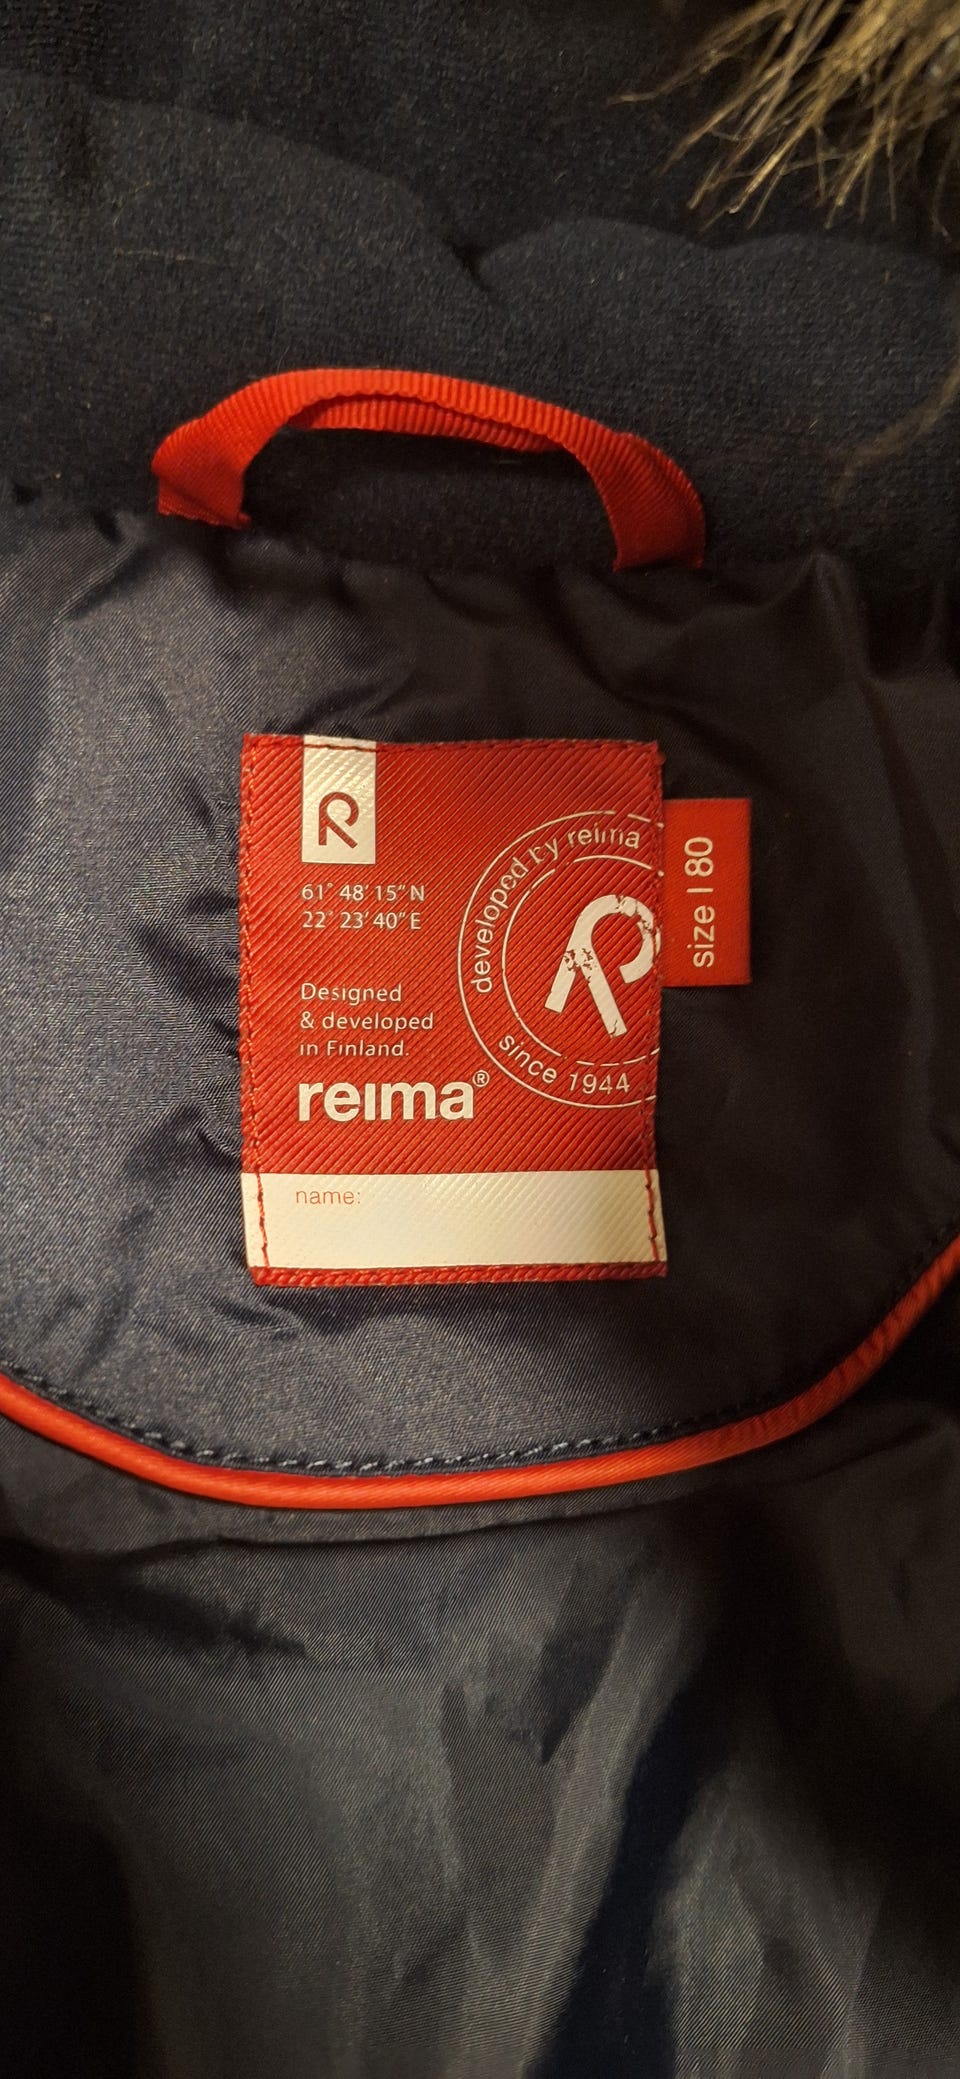 R
61° 48' 15" N
22° 23' 40" E
Designed
& developed
in Finland.
reima®
name:
developed by reima
R
since 1944
size | 80